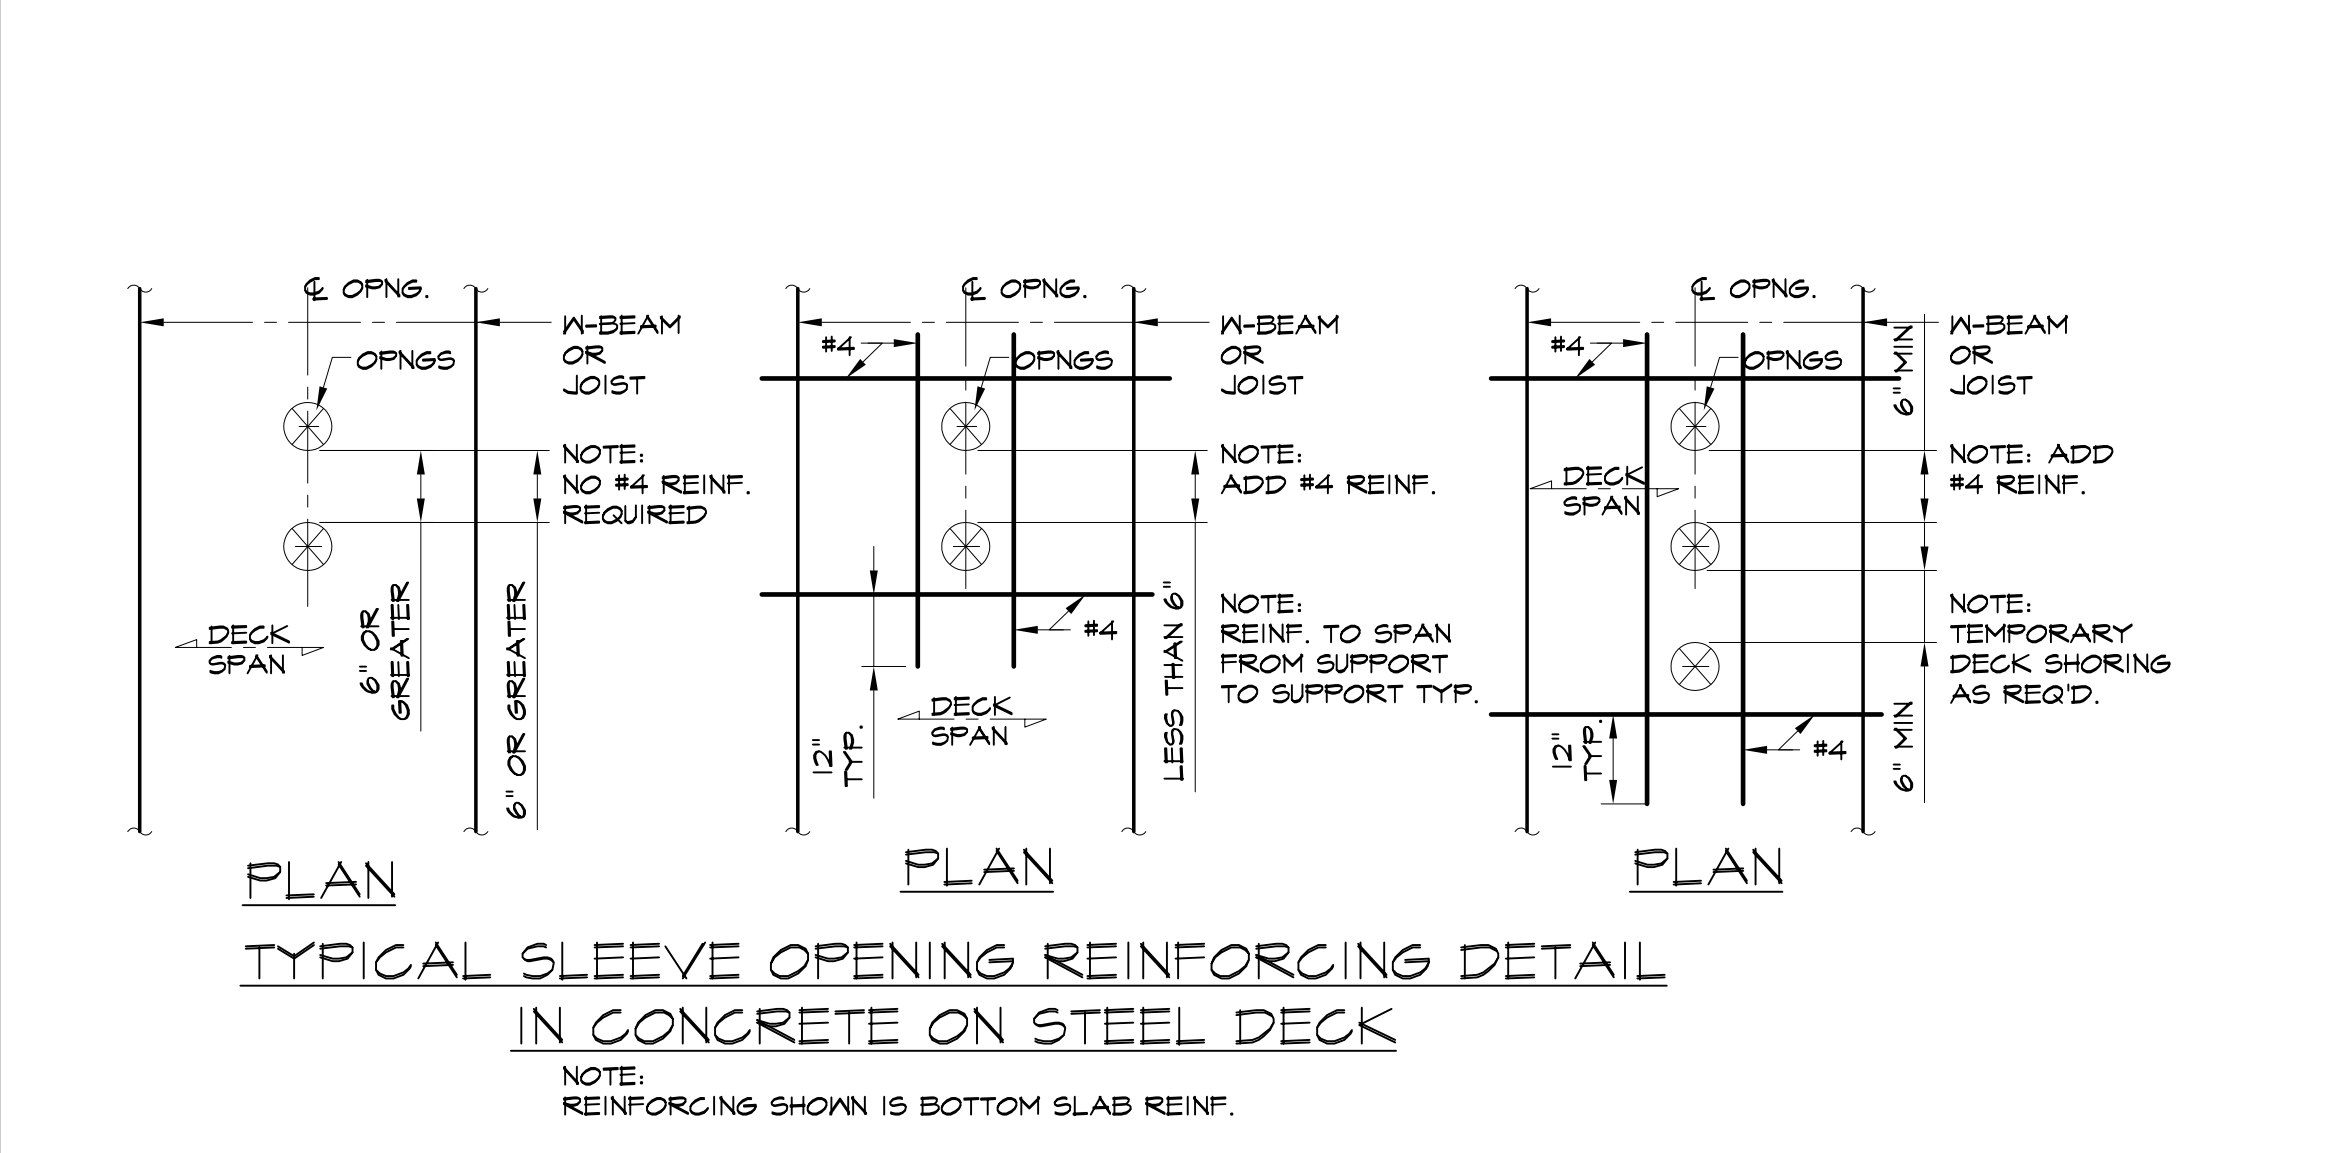 ℄ OPNG.
W-BEAM
OR
JOIST
OPNGS
NOTE:
NO #4 REINF.
REQUIRED
6" OR
GREATER
6" OR GREATER
DECK
SPAN
PLAN
℄ OPNG.
#4
W-BEAM
OR
JOIST
OPNGS
NOTE:
ADD #4 REINF.
NOTE:
REINF. TO SPAN
FROM SUPPORT
TO SUPPORT TYP.
LESS THAN 6"
#4
12"
TYP.
DECK
SPAN
PLAN
℄ OPNG.
#4
6" MIN
W-BEAM
OR
JOIST
OPNGS
NOTE: ADD
#4 REINF.
DECK
SPAN
NOTE:
TEMPORARY
DECK SHORING
AS REQ'D.
12"
TYP.
#4
6" MIN
PLAN
TYPICAL SLEEVE OPENING REINFORCING DETAIL
IN CONCRETE ON STEEL DECK
NOTE:
REINFORCING SHOWN IS BOTTOM SLAB REINF.